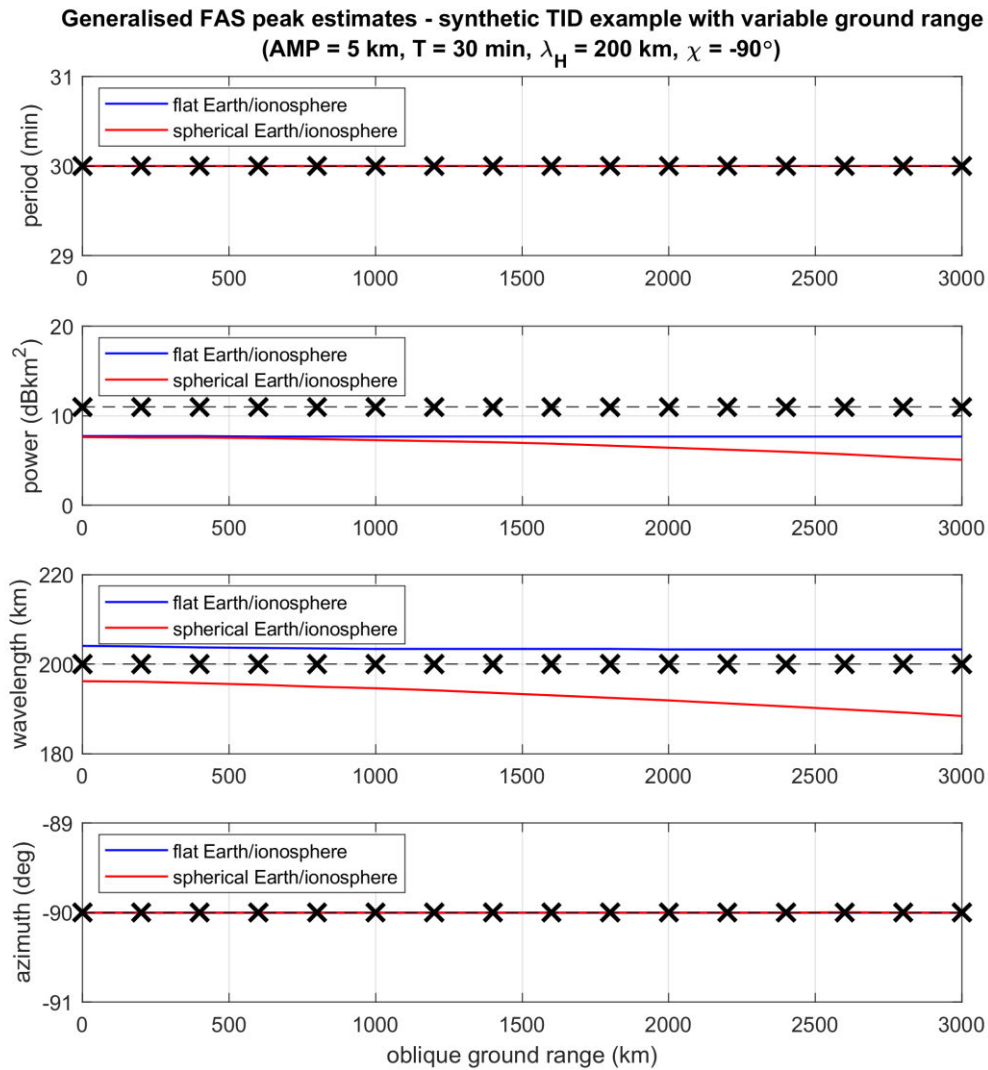 Generalised FAS peak estimates - synthetic TID example with variable ground range
(AMP = 5 km, T = 30 min, λ_H = 200 km, χ = -90°)
31
30
29
period (min)
flat Earth/ionosphere
spherical Earth/ionosphere
0 500 1000 1500 2000 2500 3000
20
10
0
power (dBkm²)
flat Earth/ionosphere
spherical Earth/ionosphere
0 500 1000 1500 2000 2500 3000
220
200
180
wavelength (km)
flat Earth/ionosphere
spherical Earth/ionosphere
0 500 1000 1500 2000 2500 3000
-89
-90
-91
azimuth (deg)
flat Earth/ionosphere
spherical Earth/ionosphere
0 500 1000 1500 2000 2500 3000
oblique ground range (km)